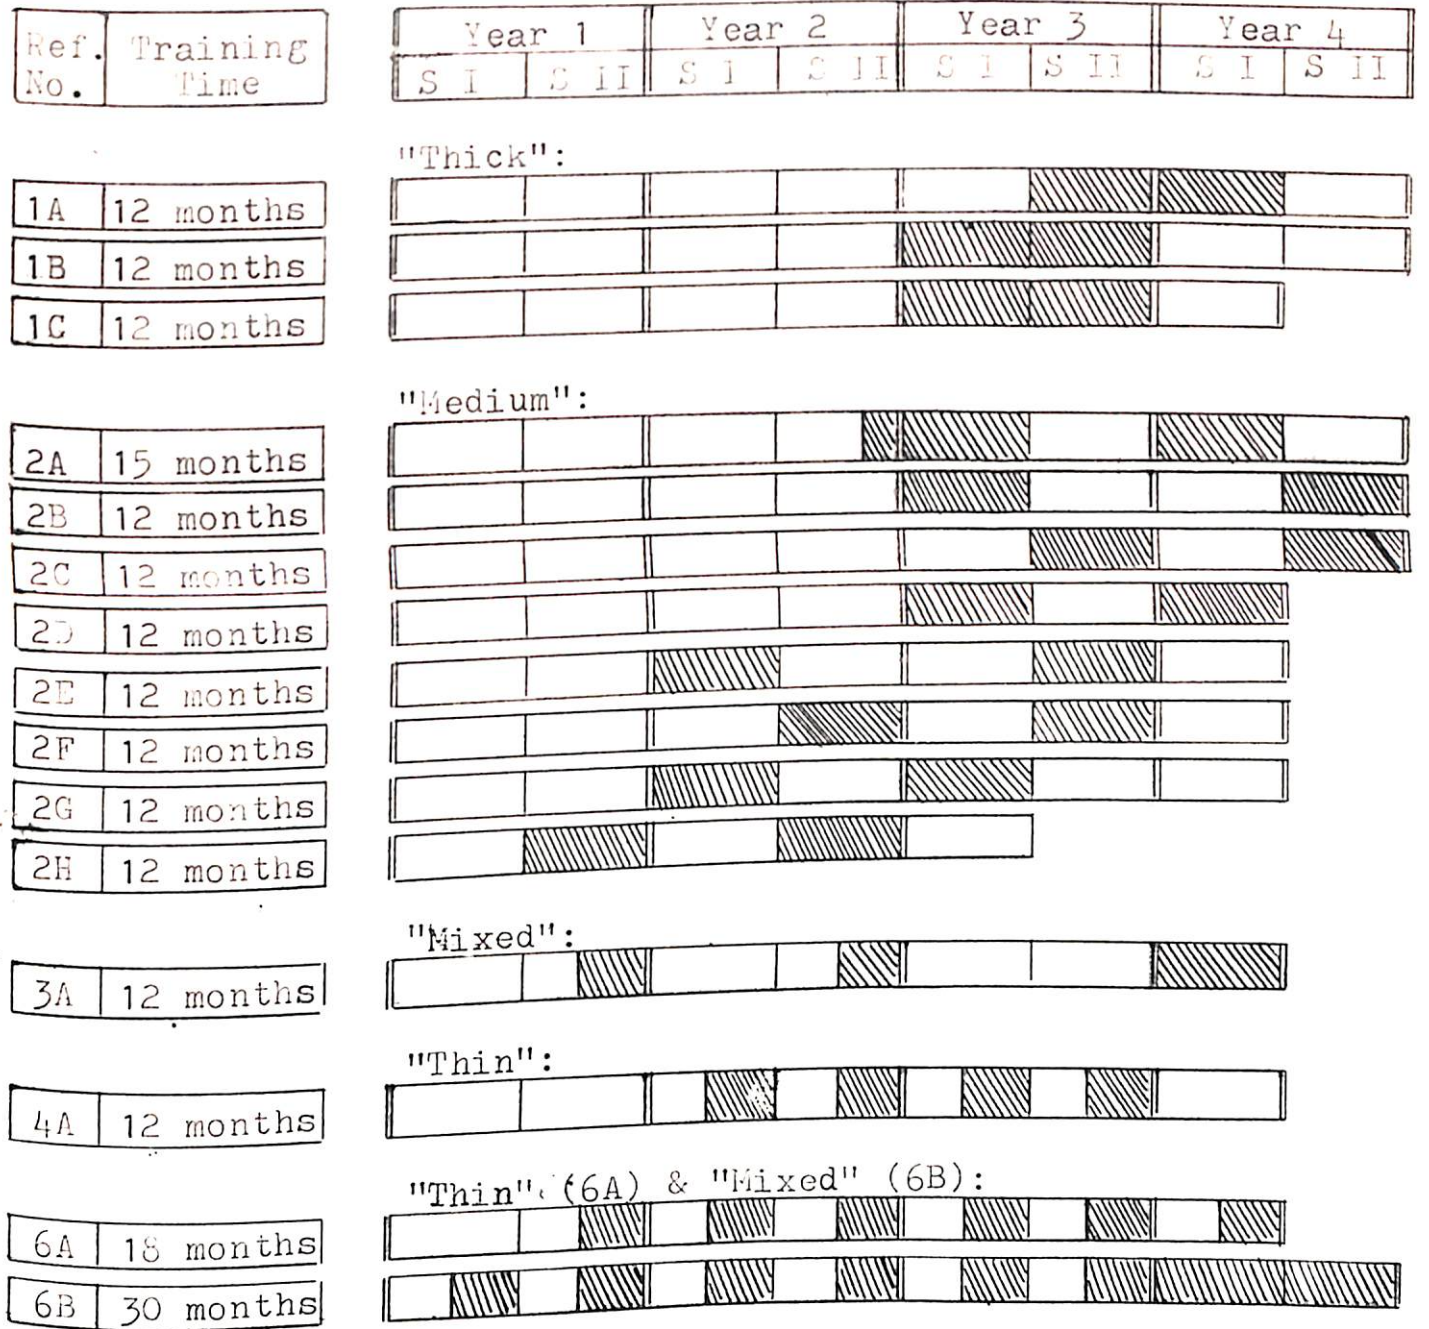 Ref. No. Training Time Year 1 Year 2 Year 3 Year 4
S I S II S I S II S I S II S I S II
"Thick":
1A 12 months
1B 12 months
1C 12 months
"Medium":
2A 15 months
2B 12 months
2C 12 months
2D 12 months
2E 12 months
2F 12 months
2G 12 months
2H 12 months
"Mixed":
3A 12 months
"Thin":
4A 12 months
"Thin" (6A) & "Mixed" (6B):
6A 18 months
6B 30 months